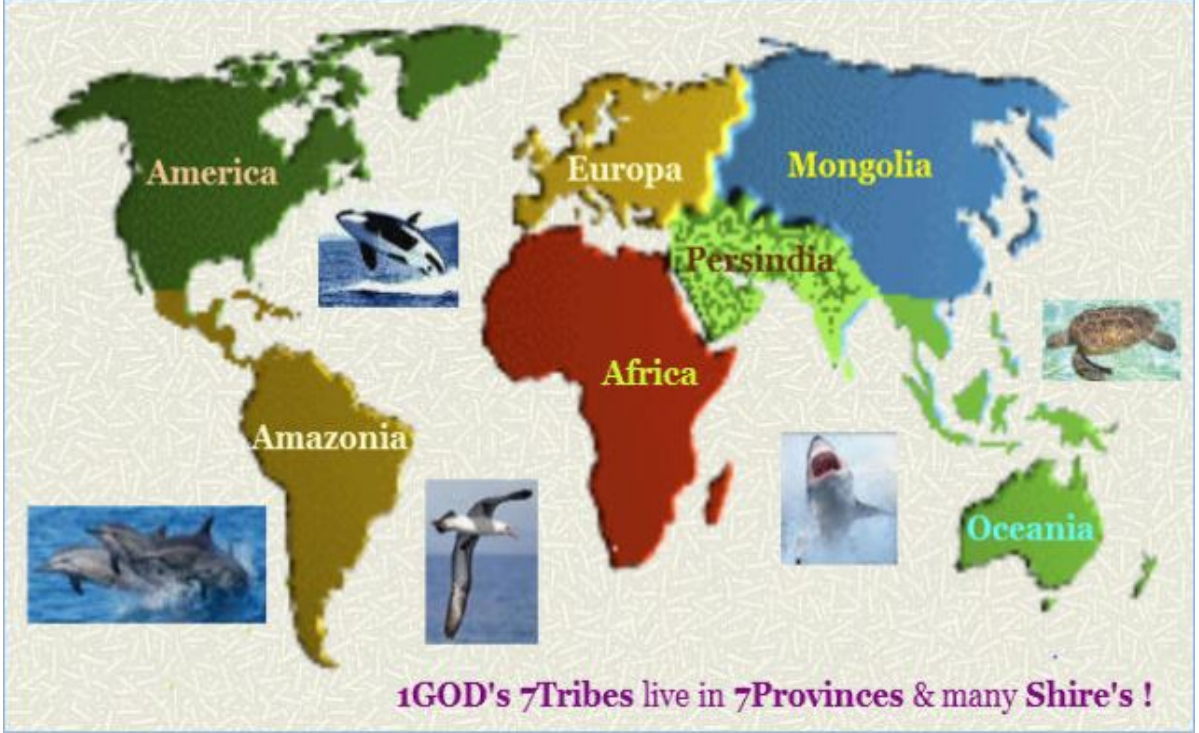 America
Europa
Mongolia
Persindia
Africa
Amazonia
Oceania
1GOD's 7Tribes live in 7Provinces & many Shire's !